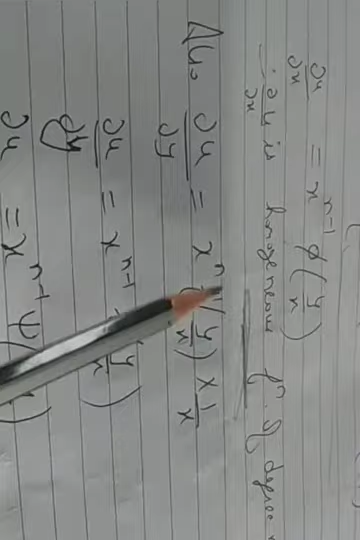 ∂u/∂x = x^(n-1) φ(y/x)
∴ ∂u/∂x is homogeneous fⁿ. of degree
Also ∂u/∂y = xⁿ (y/x) × 1/x
∂u/∂y = x^(n-1) (y/x)
∂u = x^(n-1) ψ(